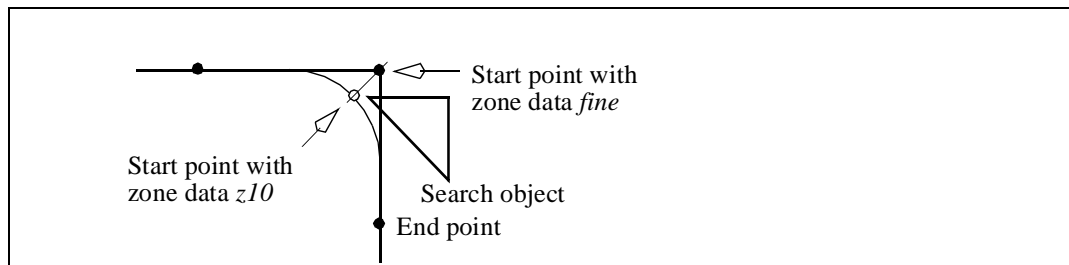 Start point with
zone data fine
Start point with
zone data z10
Search object
End point